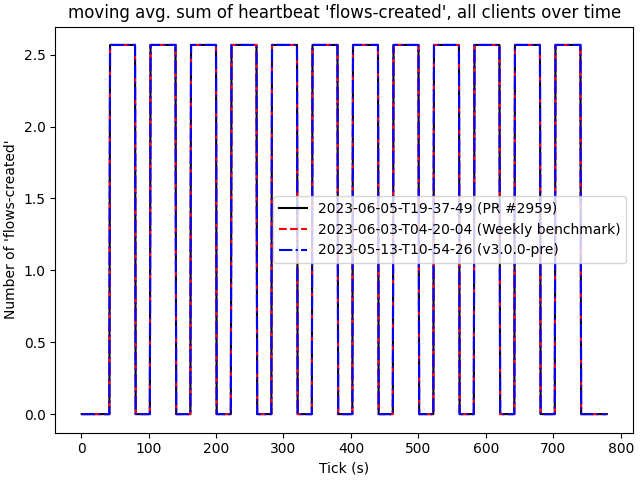 moving avg. sum of heartbeat 'flows-created', all clients over time
Number of 'flows-created'
2.5
2.0
1.5
1.0
0.5
0.0
2023-06-05-T19-37-49 (PR #2959)
2023-06-03-T04-20-04 (Weekly benchmark)
2023-05-13-T10-54-26 (v3.0.0-pre)
0 100 200 300 400 500 600 700 800
Tick (s)